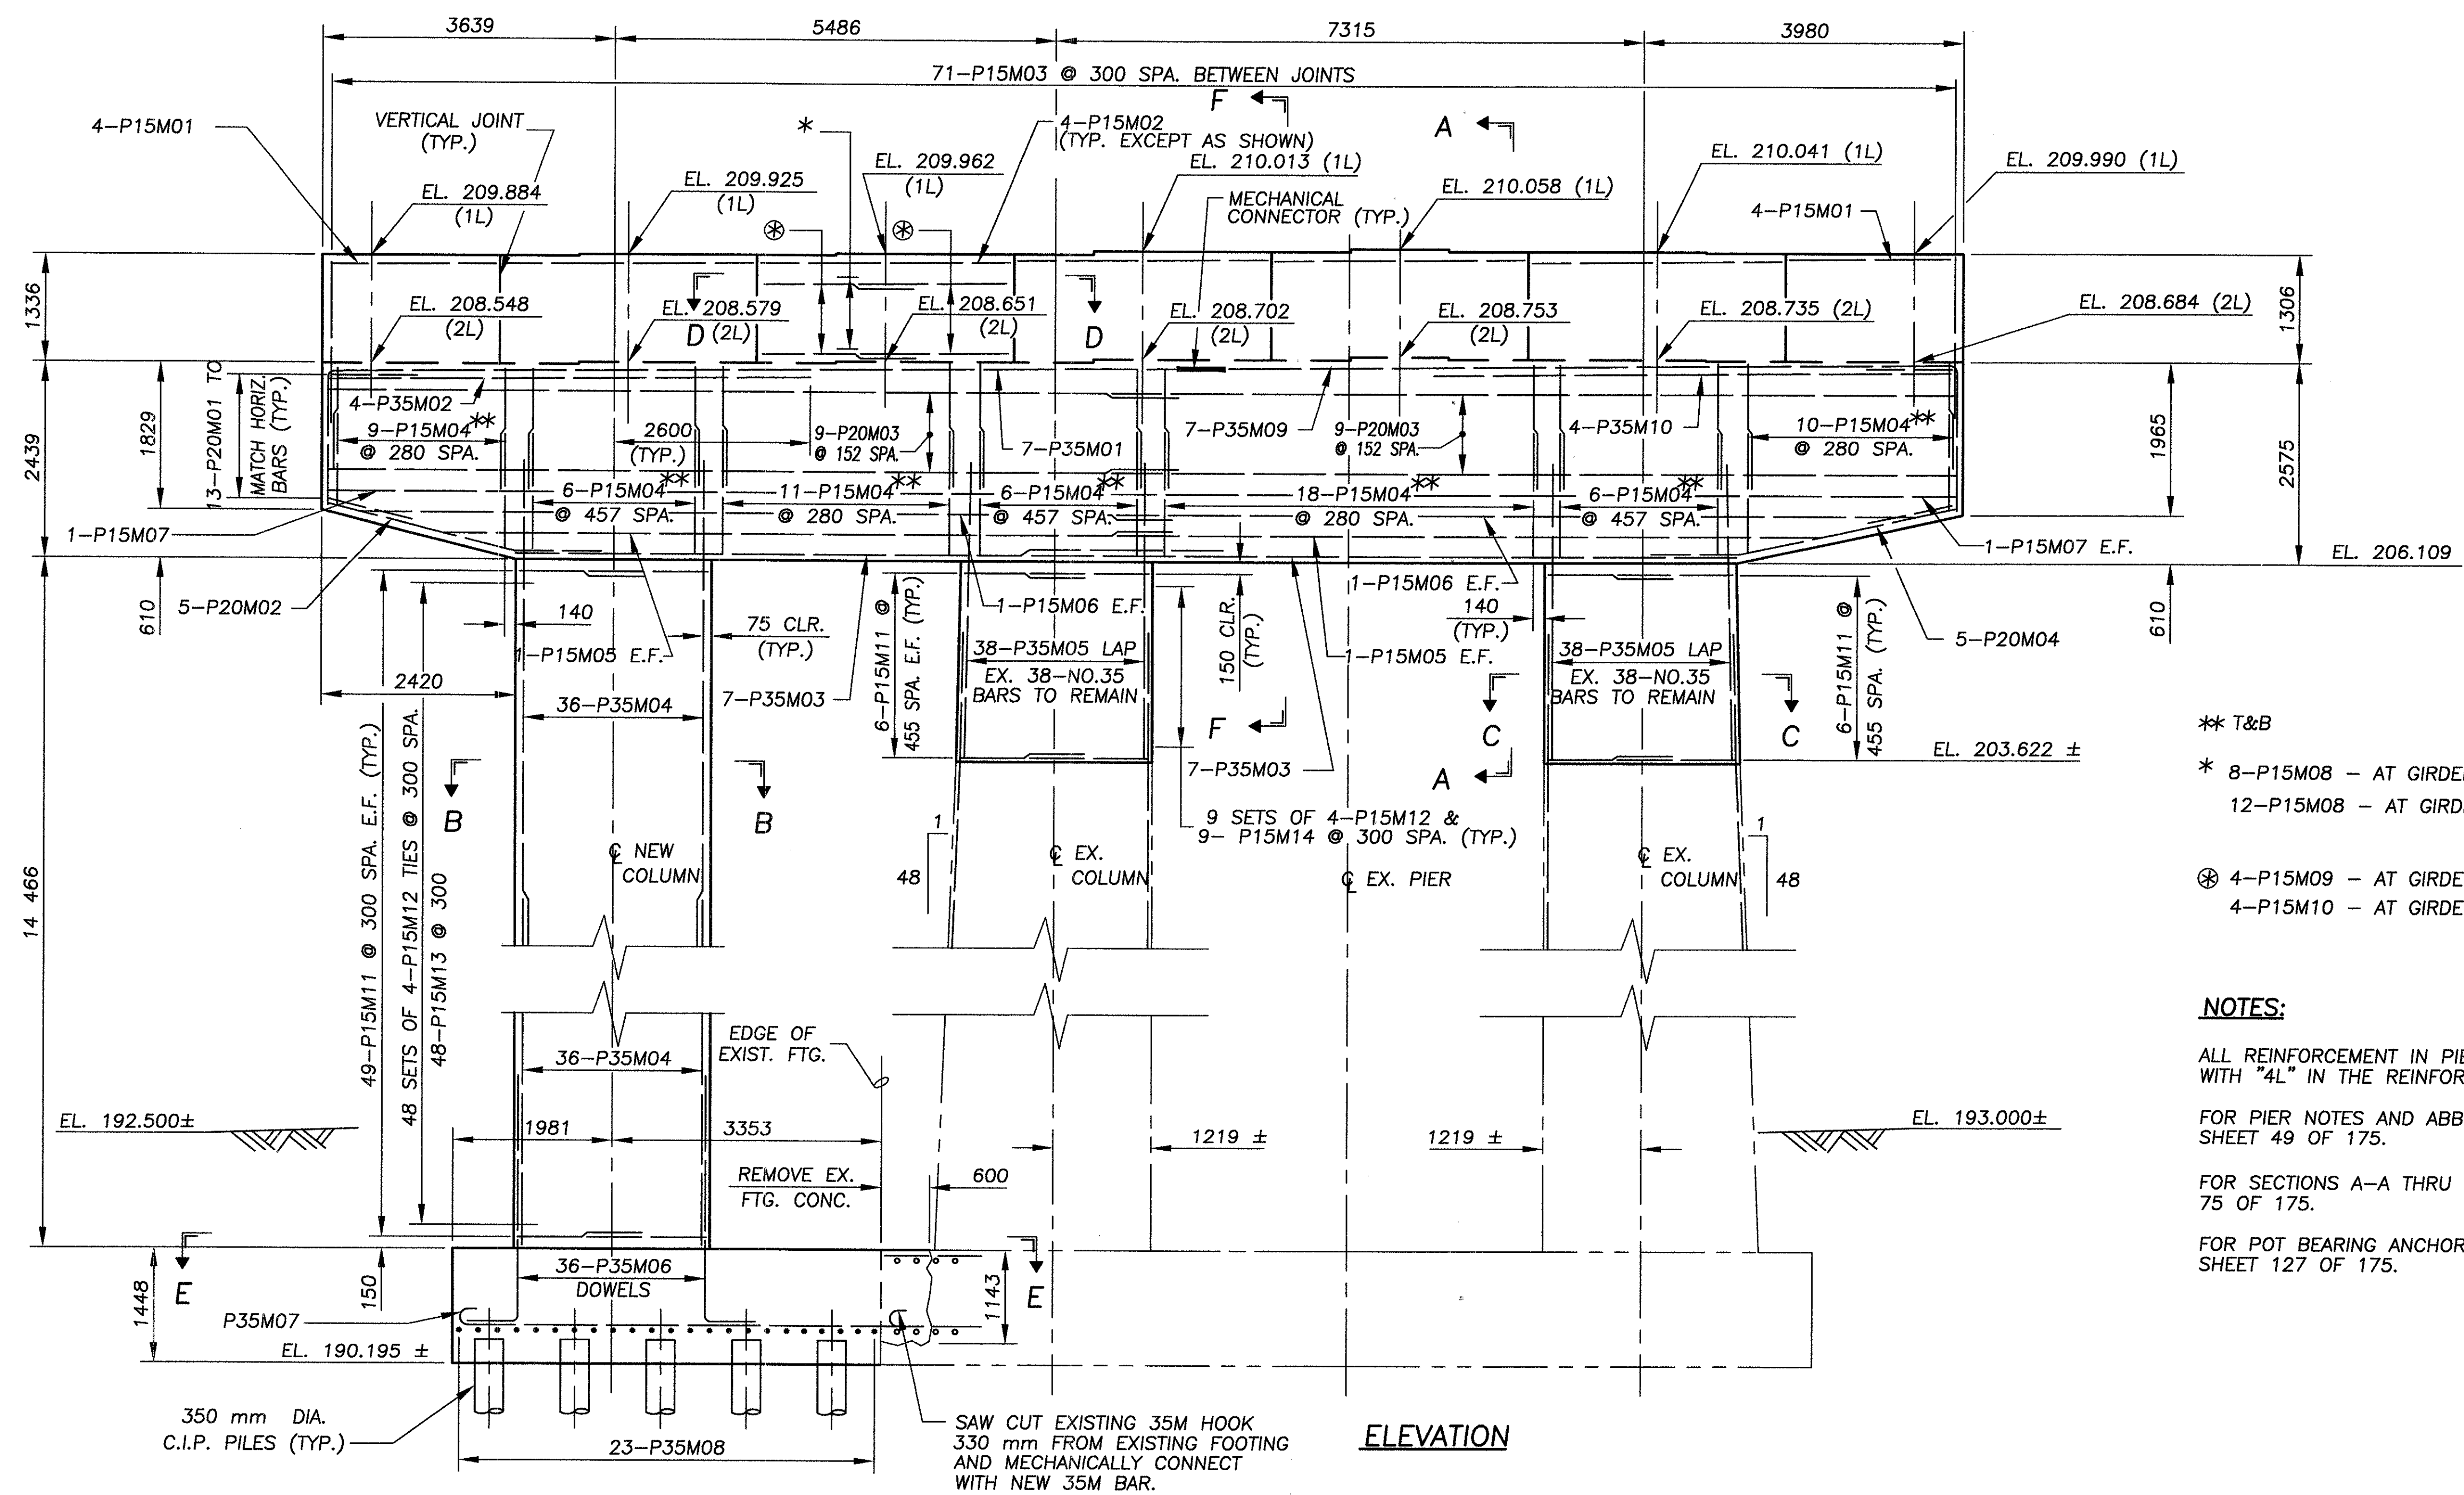 3639
5486
7315
3980
71-P15M03 @ 300 SPA. BETWEEN JOINTS
F
A
4-P15M01
VERTICAL JOINT
(TYP.)
*
4-P15M02
(TYP. EXCEPT AS SHOWN)
EL. 209.884
(1L)
EL. 209.925
(1L)
EL. 209.962
(1L)
EL. 210.013 (1L)
MECHANICAL
CONNECTOR (TYP.)
EL. 210.058 (1L)
EL. 210.041 (1L)
EL. 209.990 (1L)
4-P15M01
1336
EL. 208.548
(2L)
D
EL. 208.579
(2L)
EL. 208.651
(2L)
D
EL. 208.702
(2L)
EL. 208.753
(2L)
EL. 208.735 (2L)
EL. 208.684 (2L)
1306
2439
1829
13-P20M01 TO
MATCH HORIZ.
BARS (TYP.)
4-P35M02
9-P15M04**
@ 280 SPA.
2600
(TYP.)
9-P20M03
@ 152 SPA.
7-P35M01
7-P35M09
9-P20M03
@ 152 SPA.
4-P35M10
10-P15M04**
@ 280 SPA.
1965
2575
6-P15M04**
@ 457 SPA.
11-P15M04**
@ 280 SPA.
6-P15M04**
@ 457 SPA.
18-P15M04**
@ 280 SPA.
6-P15M04**
@ 457 SPA.
1-P15M07
1-P15M07 E.F.
EL. 206.109
610
5-P20M02
140
75 CLR.
(TYP.)
1-P15M05 E.F.
6-P15M11 @
455 SPA. E.F. (TYP.)
1-P15M06 E.F.
150 CLR.
(TYP.)
1-P15M06 E.F.
140
(TYP.)
1-P15M05 E.F.
6-P15M11 @
455 SPA. (TYP.)
5-P20M04
610
2420
36-P35M04
7-P35M03
38-P35M05 LAP
EX. 38-NO.35
BARS TO REMAIN
F
7-P35M03
38-P35M05 LAP
EX. 38-NO.35
BARS TO REMAIN
C
C
A
EL. 203.622 ±
** T&B
* 8-P15M08 - AT GIRDE
12-P15M08 - AT GIRD
⊛ 4-P15M09 - AT GIRDE
4-P15M10 - AT GIRDE
B
B
9 SETS OF 4-P15M12 &
9- P15M14 @ 300 SPA. (TYP.)
14 466
49-P15M11 @ 300 SPA. E.F. (TYP.)
48 SETS OF 4-P15M12 TIES @ 300 SPA.
48-P15M13 @ 300
℄ NEW
COLUMN
1
48
℄ EX.
COLUMN
℄ EX. PIER
℄ EX.
COLUMN
1
48
NOTES:
ALL REINFORCEMENT IN PIE
WITH "4L" IN THE REINFOR
FOR PIER NOTES AND ABB
SHEET 49 OF 175.
FOR SECTIONS A-A THRU
75 OF 175.
FOR POT BEARING ANCHOR
SHEET 127 OF 175.
36-P35M04
EDGE OF
EXIST. FTG.
EL. 192.500±
1981
3353
1219 ±
1219 ±
EL. 193.000±
REMOVE EX.
FTG. CONC.
600
E
E
1448
150
36-P35M06
DOWELS
1143
P35M07
EL. 190.195 ±
350 mm DIA.
C.I.P. PILES (TYP.)
23-P35M08
SAW CUT EXISTING 35M HOOK
330 mm FROM EXISTING FOOTING
AND MECHANICALLY CONNECT
WITH NEW 35M BAR.
ELEVATION